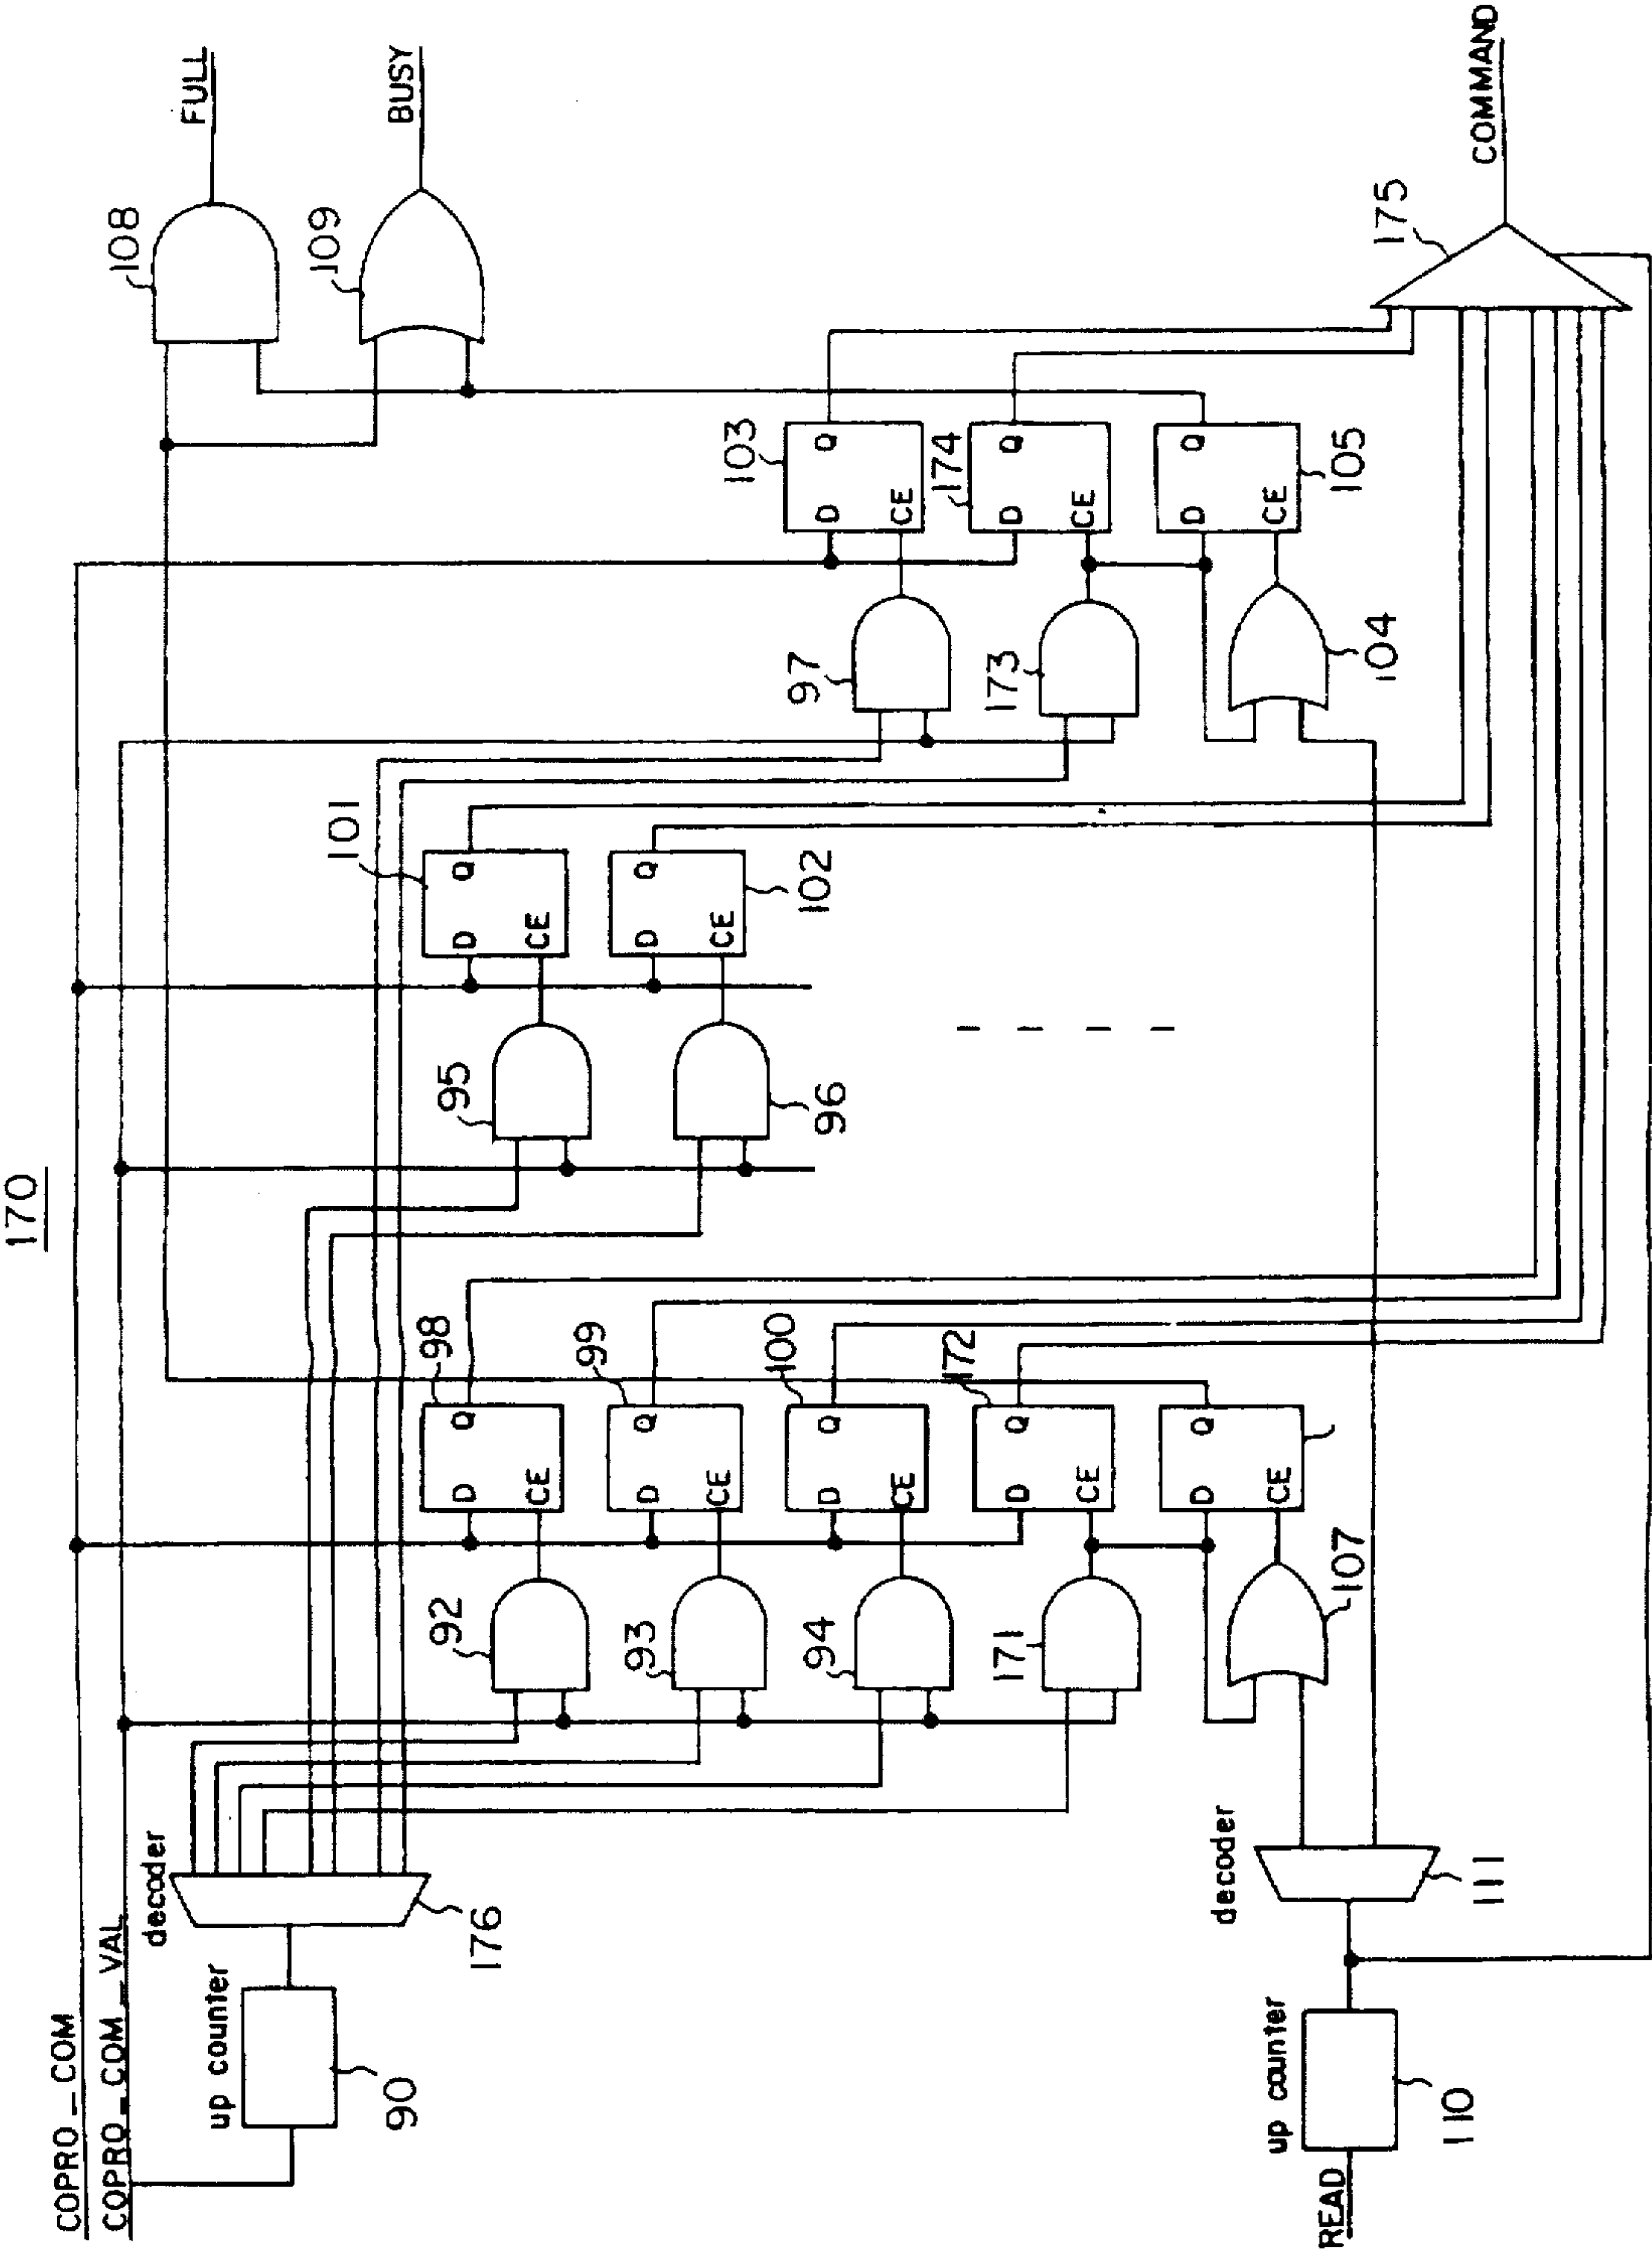 170
COPRO_COM
COPRO_COM_VAL
FULL
BUSY
108
109
decoder
176
up counter
90
98
D Q
CE
99
D Q
CE
100
D Q
CE
172
D Q
CE
D Q
CE
92
93
94
171
107
101
D Q
CE
102
D Q
CE
95
96
103
D Q
CE
174
D Q
CE
105
D Q
CE
97
173
104
175
COMMAND
decoder
111
up counter
110
READ